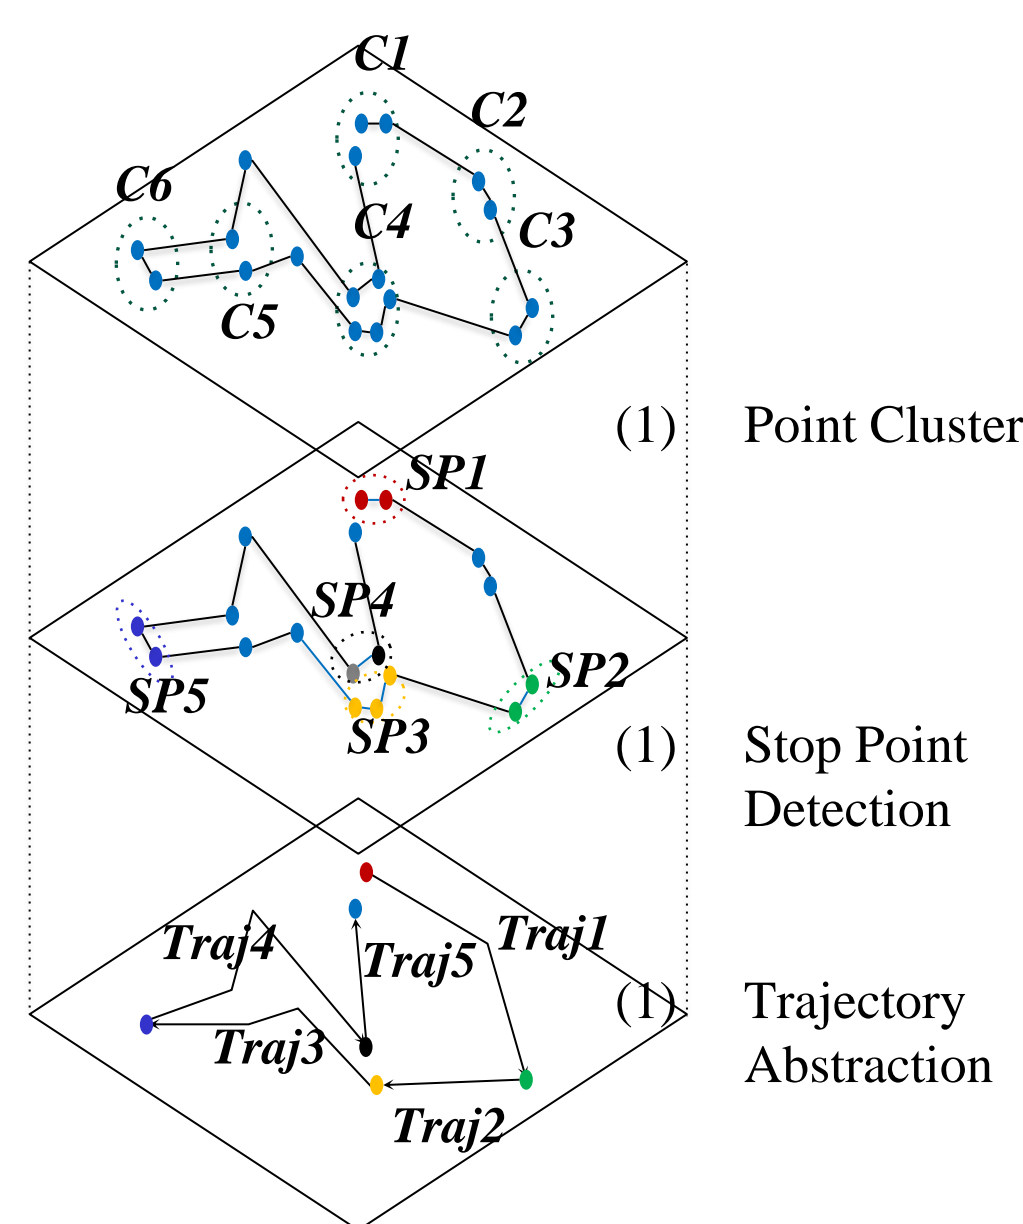 C1
C2
C6
C4
C3
C5
(1) Point Cluster
SP1
SP4
SP2
SP5
SP3
(1) Stop Point
Detection
Traj4
Traj1
Traj5
(1) Trajectory
Traj3
Abstraction
Traj2